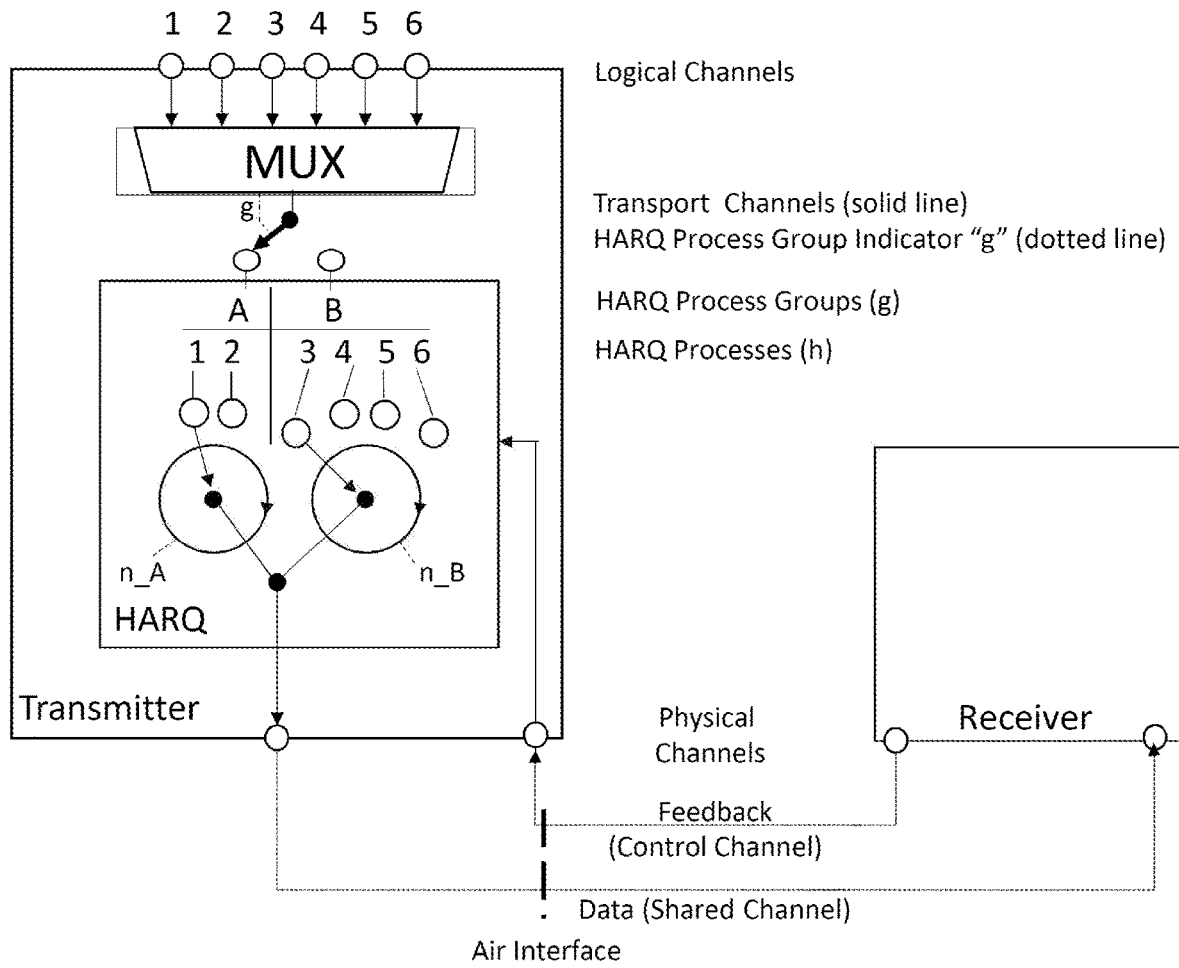 1 2 3 4 5 6
Logical Channels
MUX
g
Transport Channels (solid line)
HARQ Process Group Indicator “g” (dotted line)
A B
HARQ Process Groups (g)
1 2 3 4 5 6
HARQ Processes (h)
n_A n_B
HARQ
Transmitter
Physical
Channels
Receiver
Feedback
(Control Channel)
Data (Shared Channel)
Air Interface